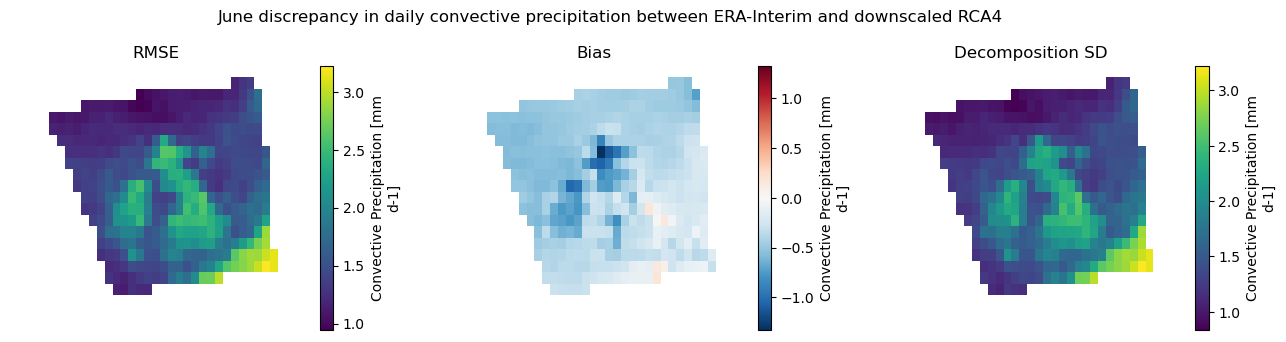 June discrepancy in daily convective precipitation between ERA-Interim and downscaled RCA4
RMSE
3.0
2.5
2.0
1.5
1.0
Convective Precipitation [mm
d-1]
Bias
1.0
0.5
0.0
−0.5
−1.0
Convective Precipitation [mm
d-1]
Decomposition SD
3.0
2.5
2.0
1.5
1.0
Convective Precipitation [mm
d-1]